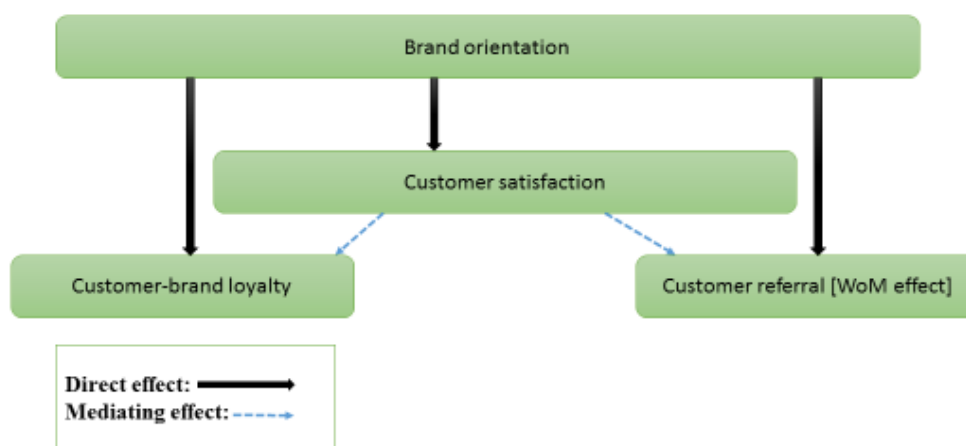 Brand orientation
Customer satisfaction
Customer-brand loyalty
Customer referral [WoM effect]
Direct effect:
Mediating effect: